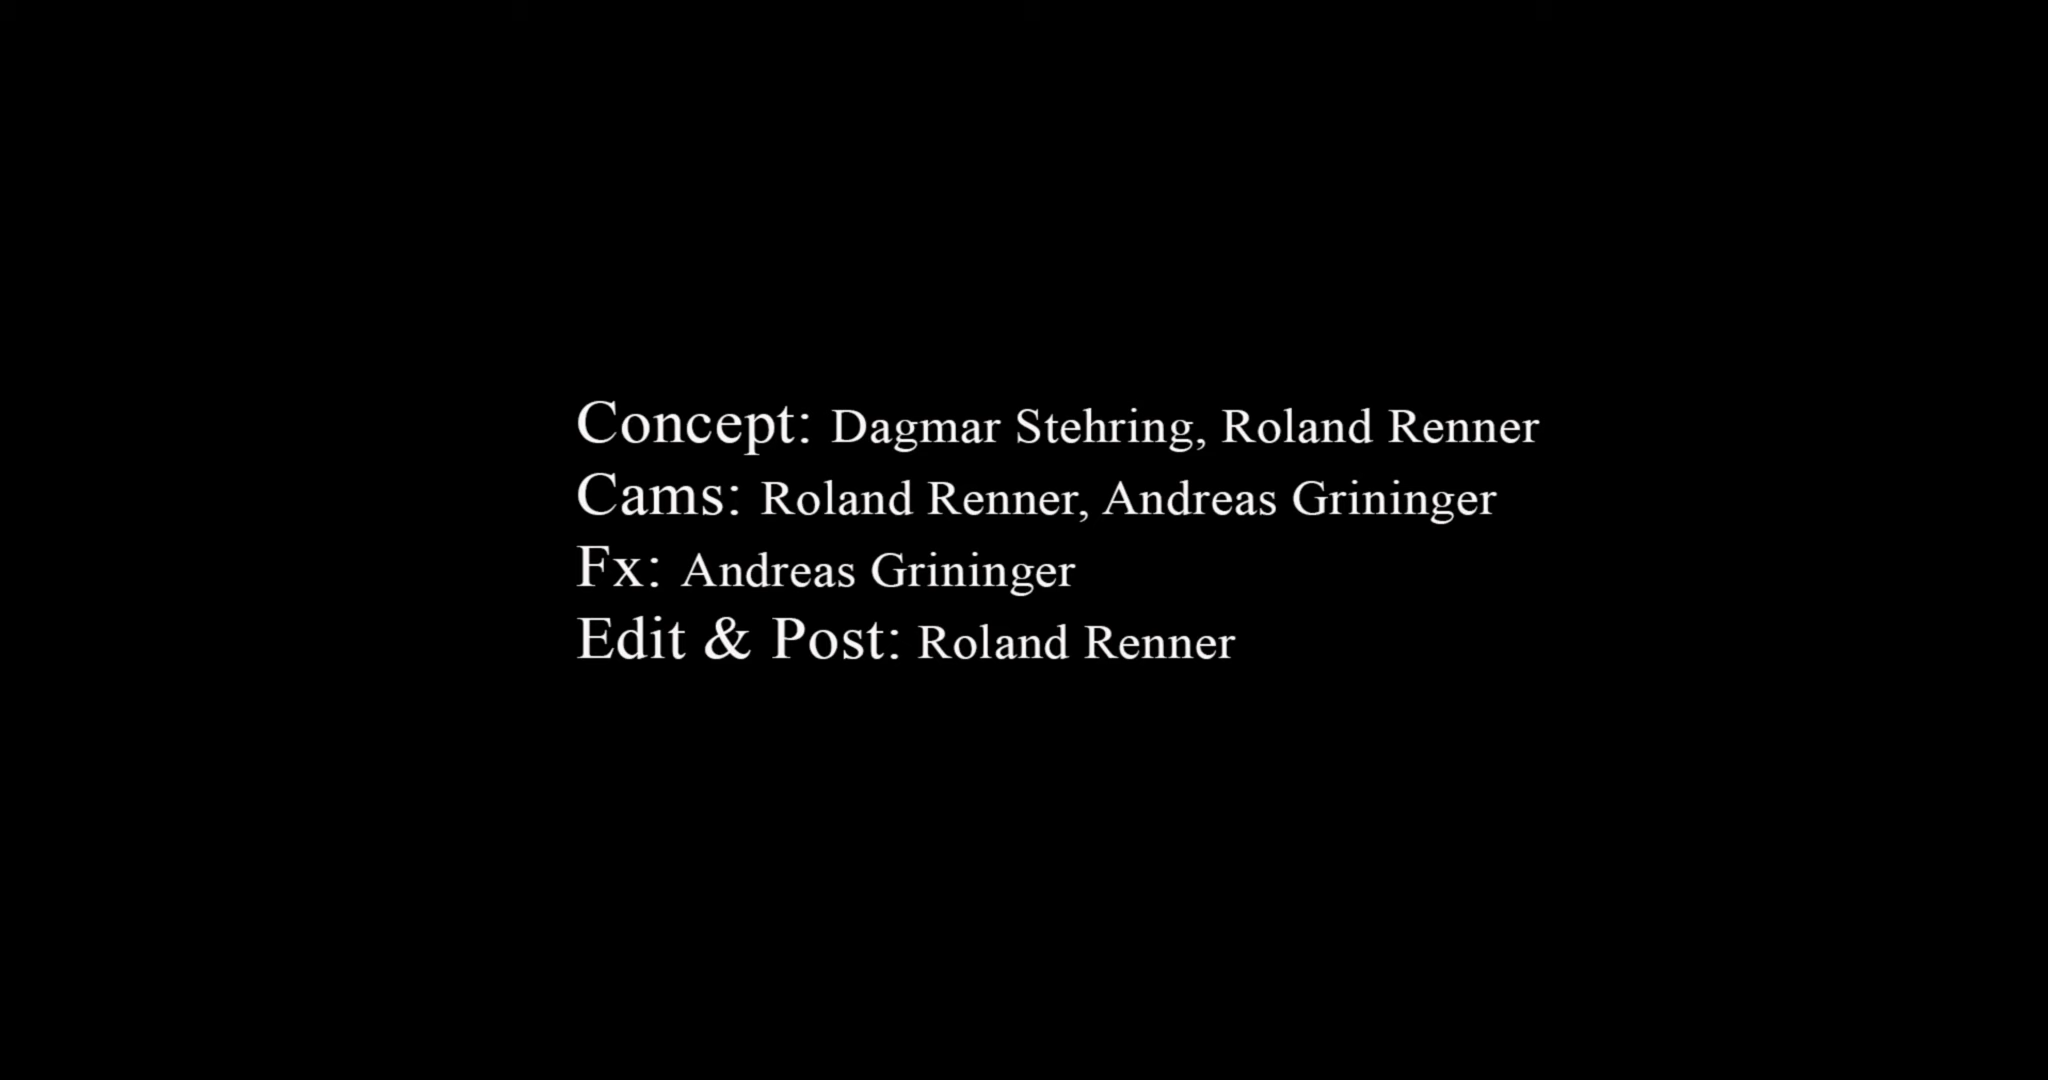 Concept: Dagmar Stehring, Roland Renner
Cams: Roland Renner, Andreas Grininger
Fx: Andreas Grininger
Edit & Post: Roland Renner